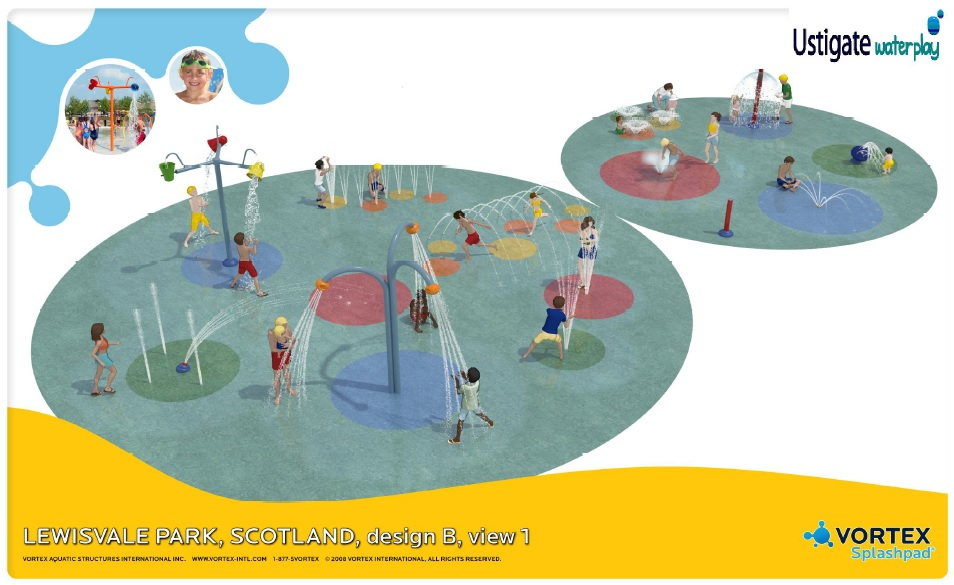 Ustigate waterplay
LEWISVALE PARK, SCOTLAND, design B, view 1
VORTEX AQUATIC STRUCTURES INTERNATIONAL INC. WWW.VORTEX-INTL.COM 1-877-5VORTEX © 2008 VORTEX INTERNATIONAL, ALL RIGHTS RESERVED.
VORTEX
Splashpad®